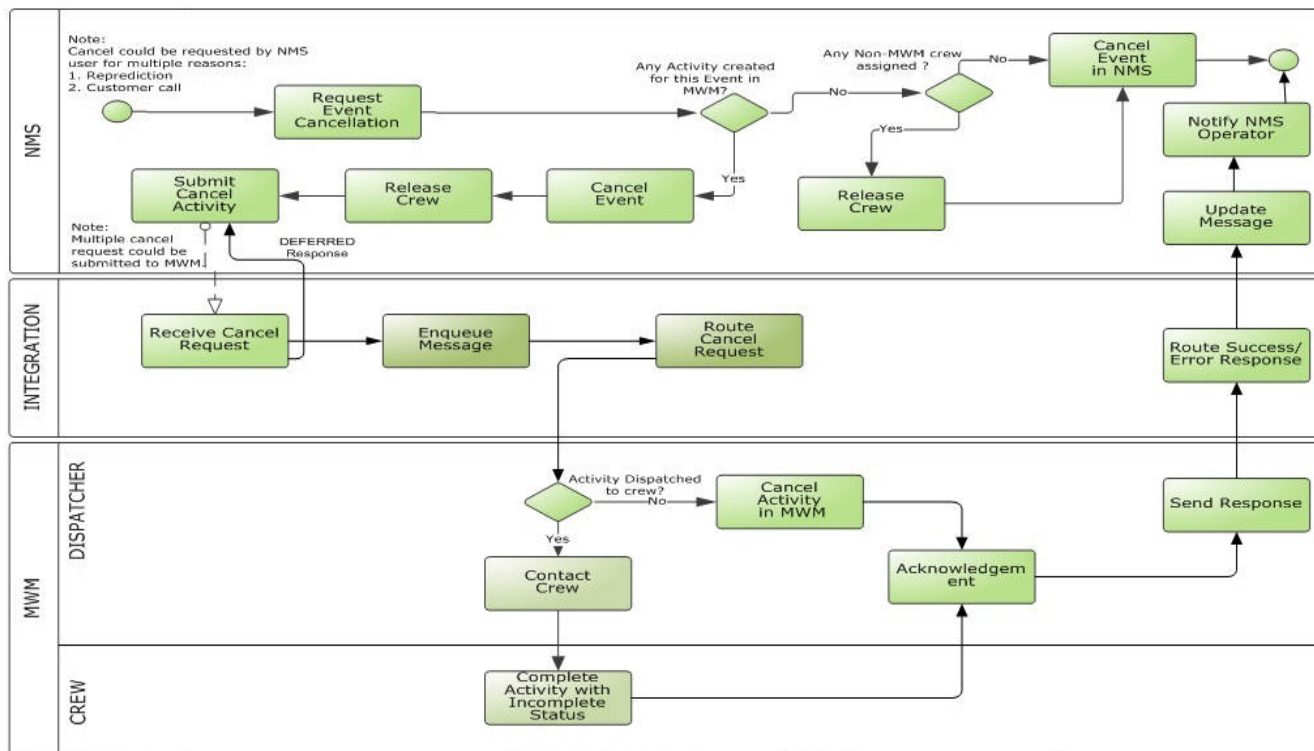 Note:
Cancel could be requested by NMS
user for multiple reasons:
1. Reprediction
2. Customer call
Request
Event
Cancellation
Any Activity created
for this Event in
MWM?
No
Any Non-MWM crew
assigned ?
No
Cancel
Event
in NMS
Yes
Release
Crew
Yes
Cancel
Event
Release
Crew
Submit
Cancel
Activity
Note:
Multiple cancel
request could be
submitted to MWM.
DEFERRED
Response
Notify NMS
Operator
Update
Message
NMS
INTEGRATION
Receive Cancel
Request
Enqueue
Message
Route
Cancel
Request
Route Success/
Error Response
MWM
DISPATCHER
Activity Dispatched
to crew?
No
Cancel
Activity
in MWM
Yes
Contact
Crew
Acknowledgem
ent
Send Response
CREW
Complete
Activity with
Incomplete
Status